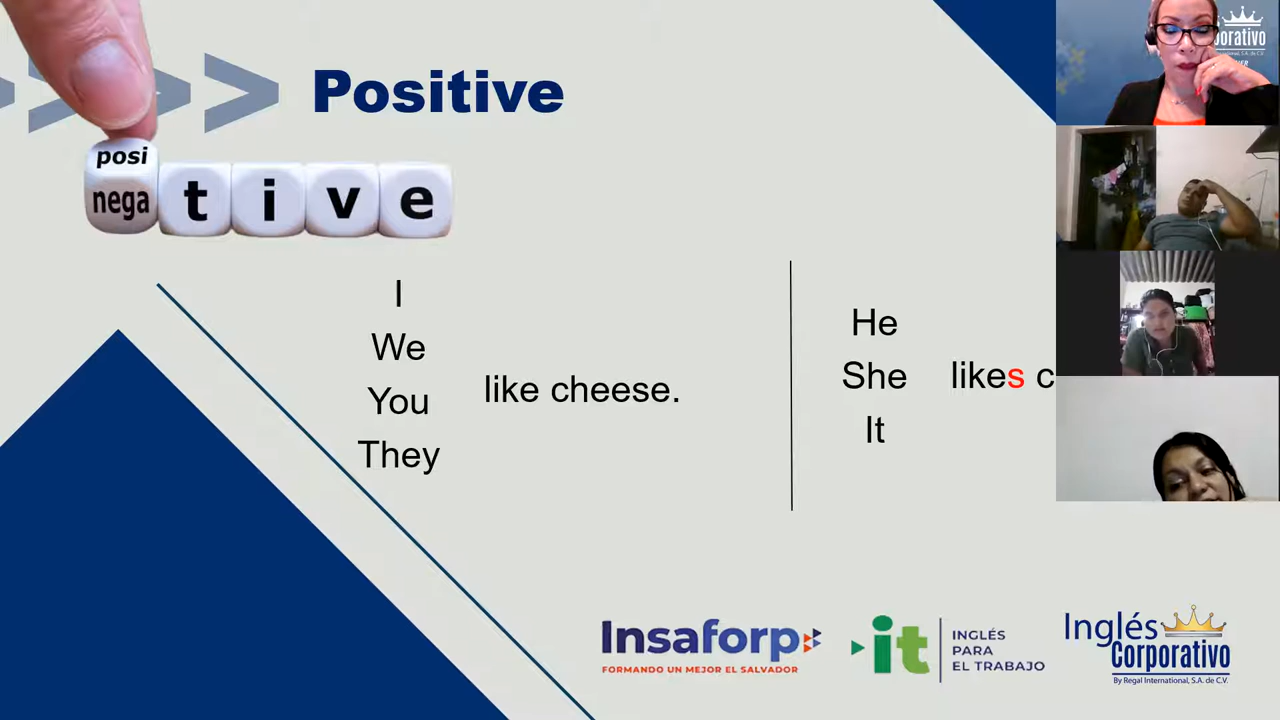 Positive
posi
nega t i v e
I
We
You
They
like cheese.
He
She
It
likes c
Insaforp
FORMANDO UN MEJOR EL SALVADOR
it
INGLÉS
PARA
EL TRABAJO
Inglés
Corporativo
By Regal International, S.A. de C.V.
orporativo